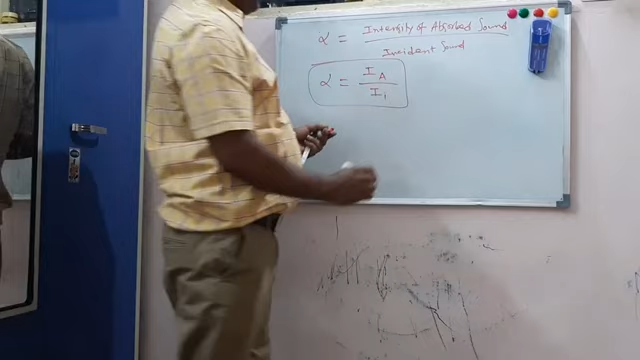 α = Intensity of Absorbed Sound
Incident Sound
α = I_A
I_i